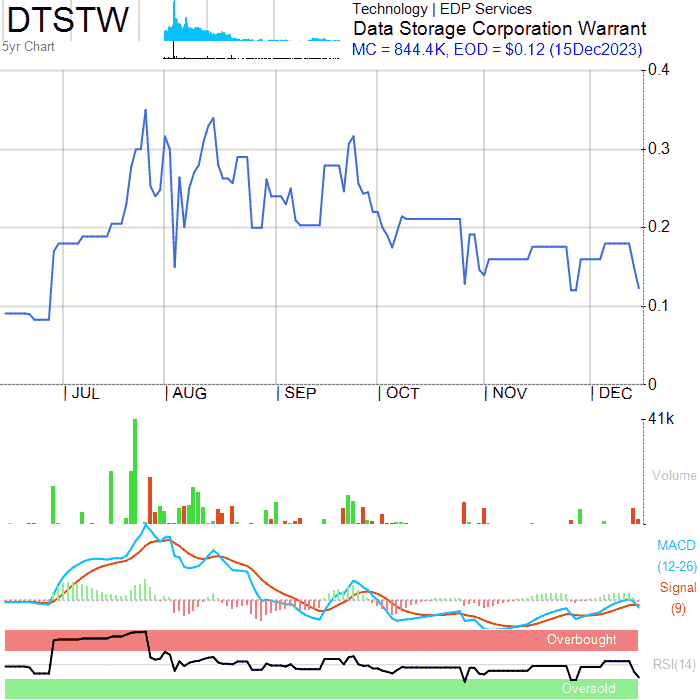 DTSTW
5yr Chart
Technology | EDP Services
Data Storage Corporation Warrant
MC = 844.4K, EOD = $0.12 (15Dec2023)
0.4
0.3
0.2
0.1
0
| JUL | AUG | SEP | OCT | NOV | DEC
41k
Volume
MACD
(12-26)
Signal
(9)
Overbought
RSI(14)
Oversold